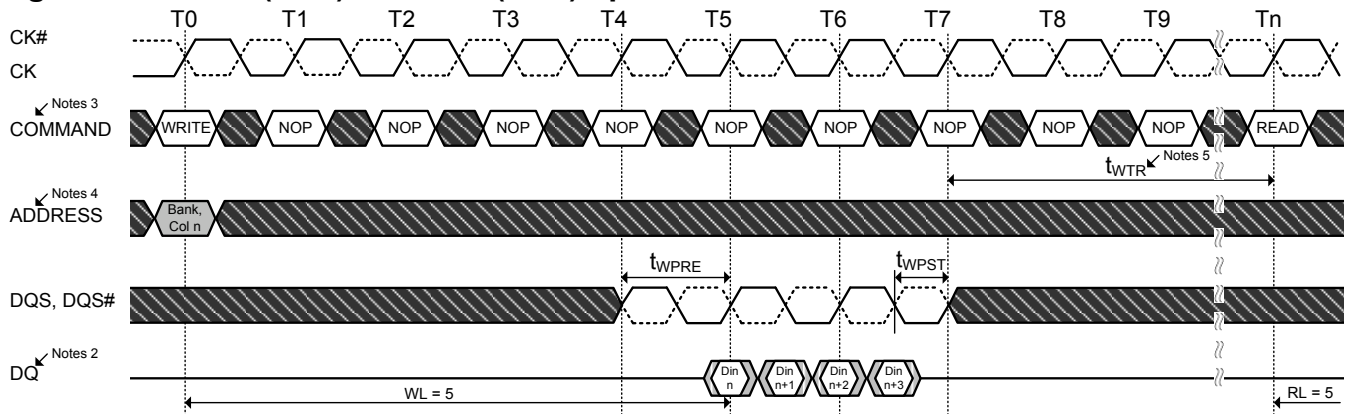 T0 T1 T2 T3 T4 T5 T6 T7 T8 T9 Tn
CK#
CK
Notes 3
COMMAND WRITE NOP NOP NOP NOP NOP NOP NOP NOP NOP READ
tWTR Notes 5
Notes 4
ADDRESS Bank,
Col n
tWPRE tWPST
DQS, DQS#
Notes 2
DQ Din Din Din Din
n n+1 n+2 n+3
WL = 5 RL = 5